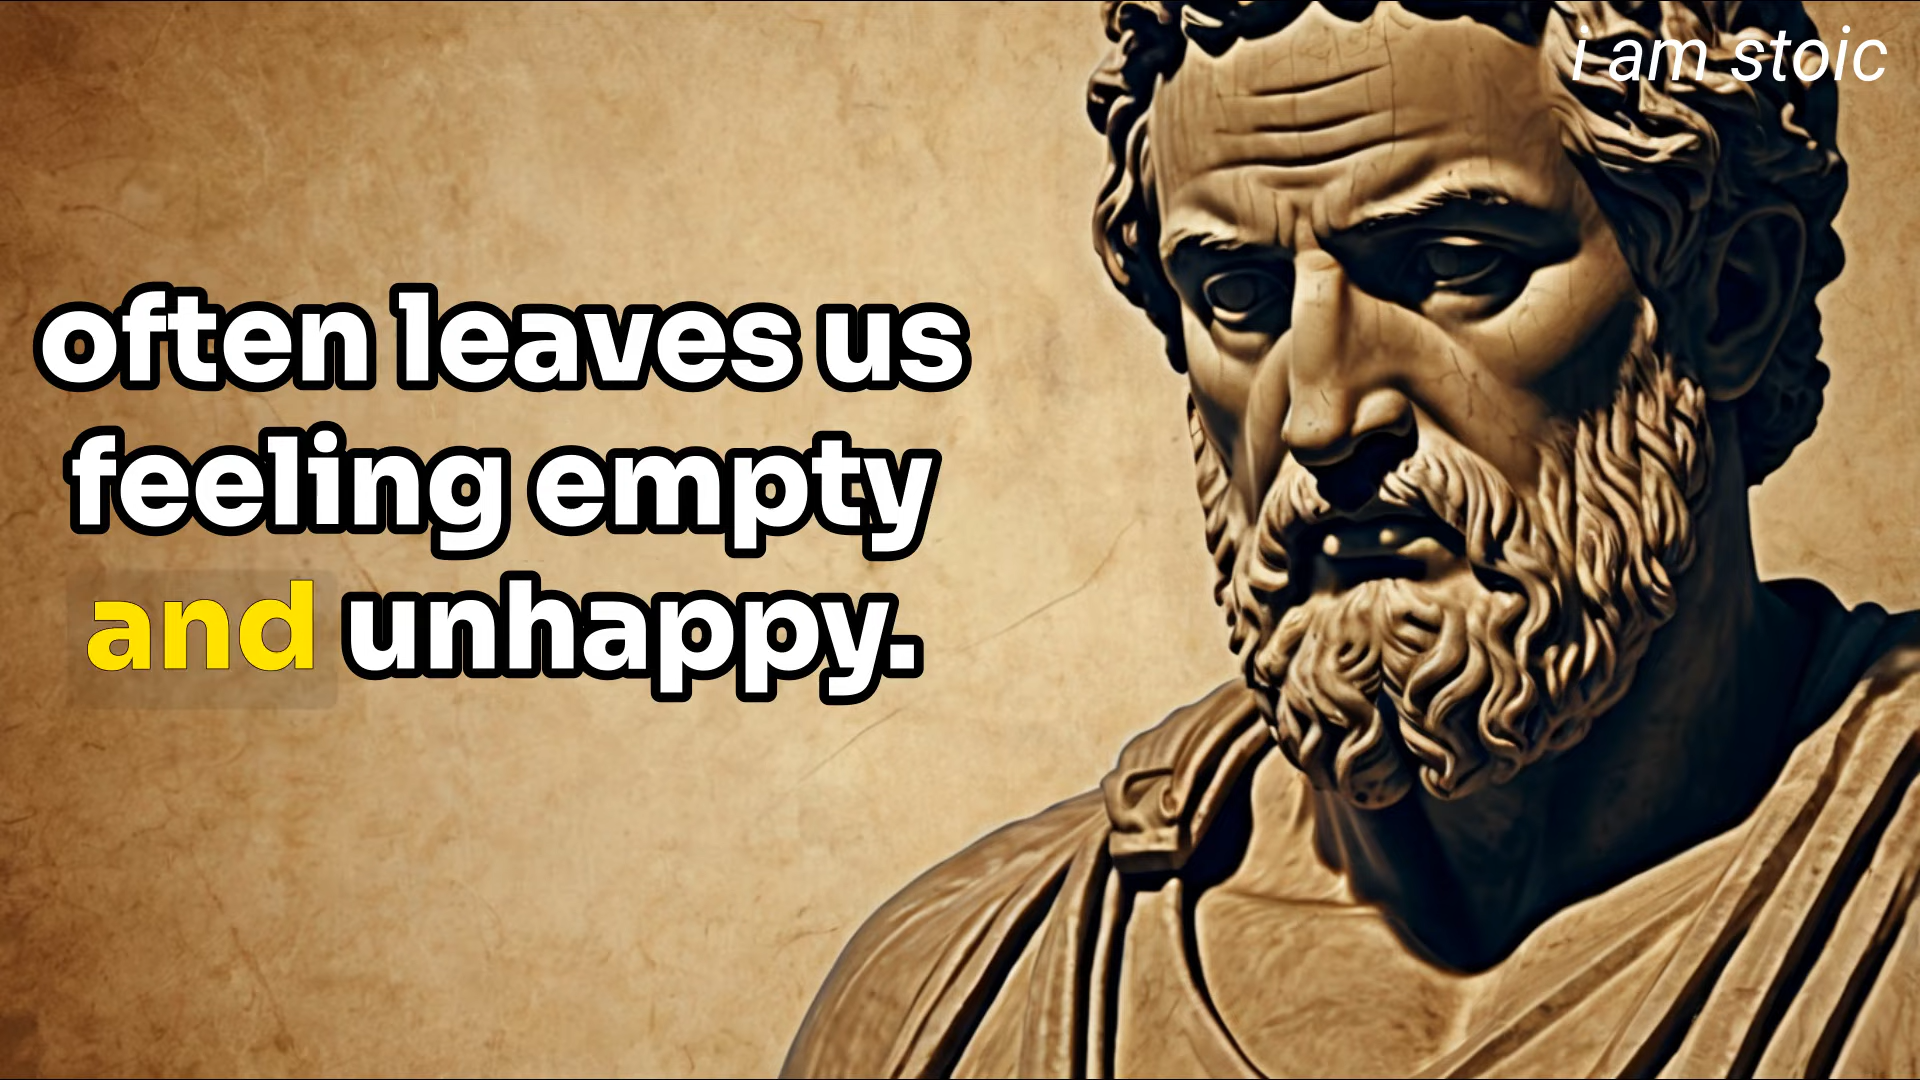 i am stoic
often leaves us
feeling empty
and unhappy.